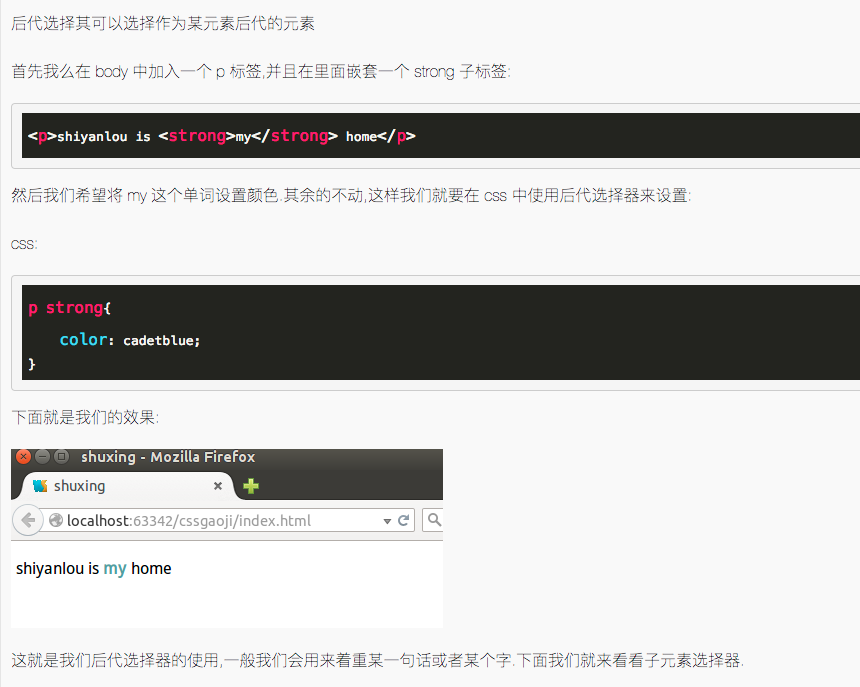 后代选择其可以选择作为某元素后代的元素
首先我么在 body 中加入一个 p 标签,并且在里面嵌套一个 strong 子标签:
<p>shiyanlou is <strong>my</strong> home</p>
然后我们希望将 my 这个单词设置颜色.其余的不动,这样我们就要在 css 中使用后代选择器来设置:
css:
p strong{
color: cadetblue;
}
下面就是我们的效果:
shuxing - Mozilla Firefox
shuxing
localhost:63342/cssgaoji/index.html
shiyanlou is my home
这就是我们后代选择器的使用,一般我们会用来着重某一句话或者某个字.下面我们就来看看子元素选择器.